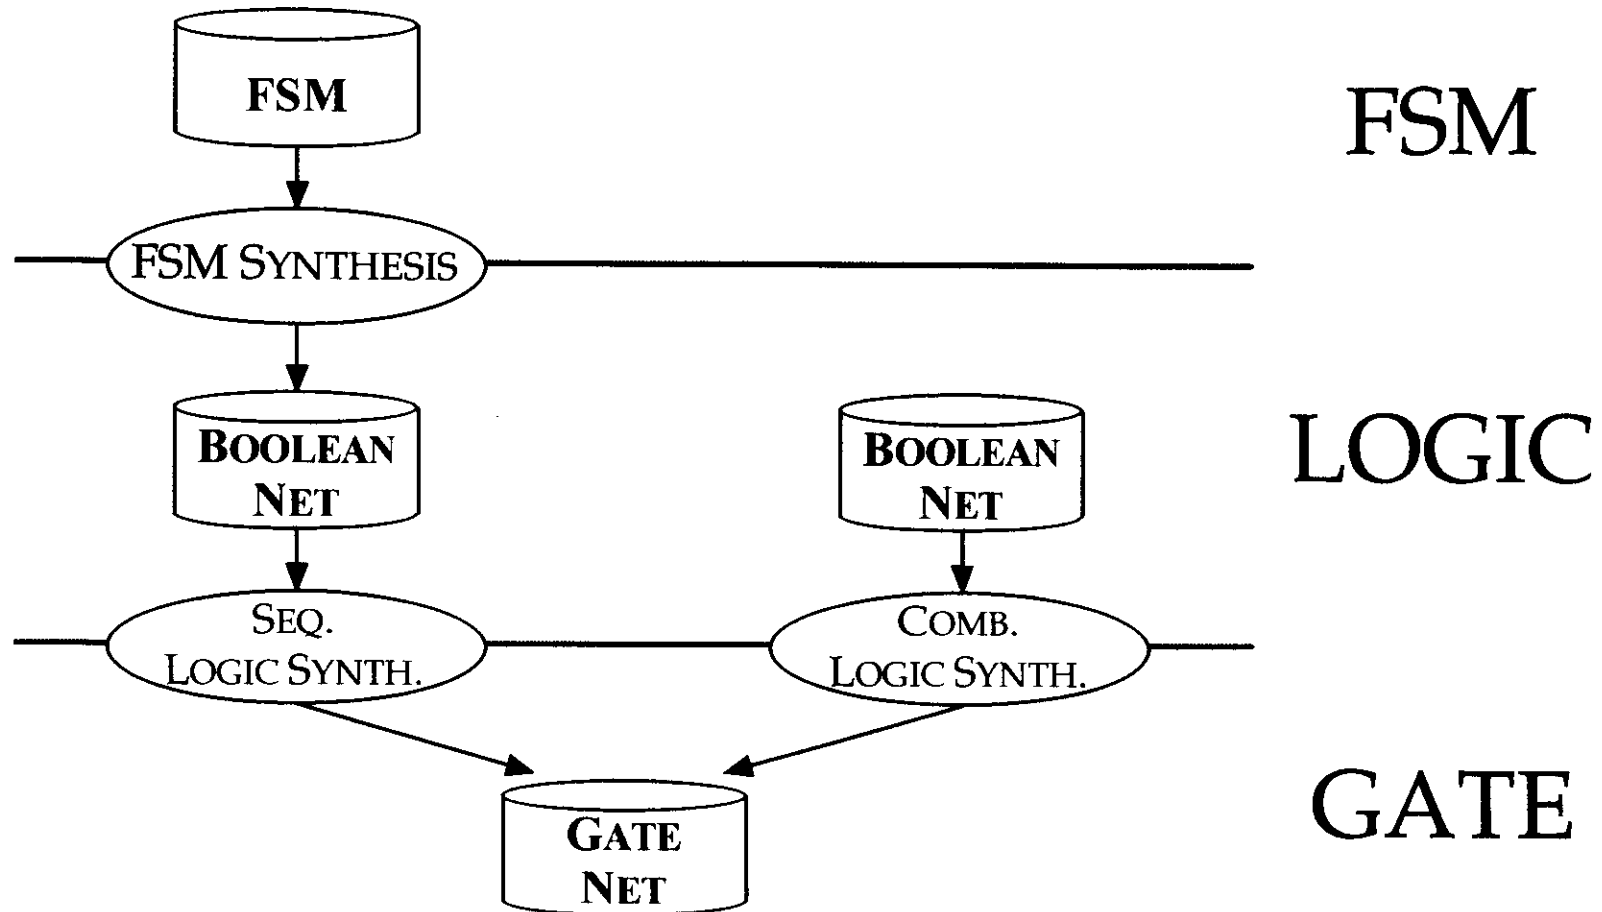 FSM
FSM
FSM SYNTHESIS
BOOLEAN
NET
BOOLEAN
NET
LOGIC
SEQ.
LOGIC SYNTH.
COMB.
LOGIC SYNTH.
GATE
NET
GATE